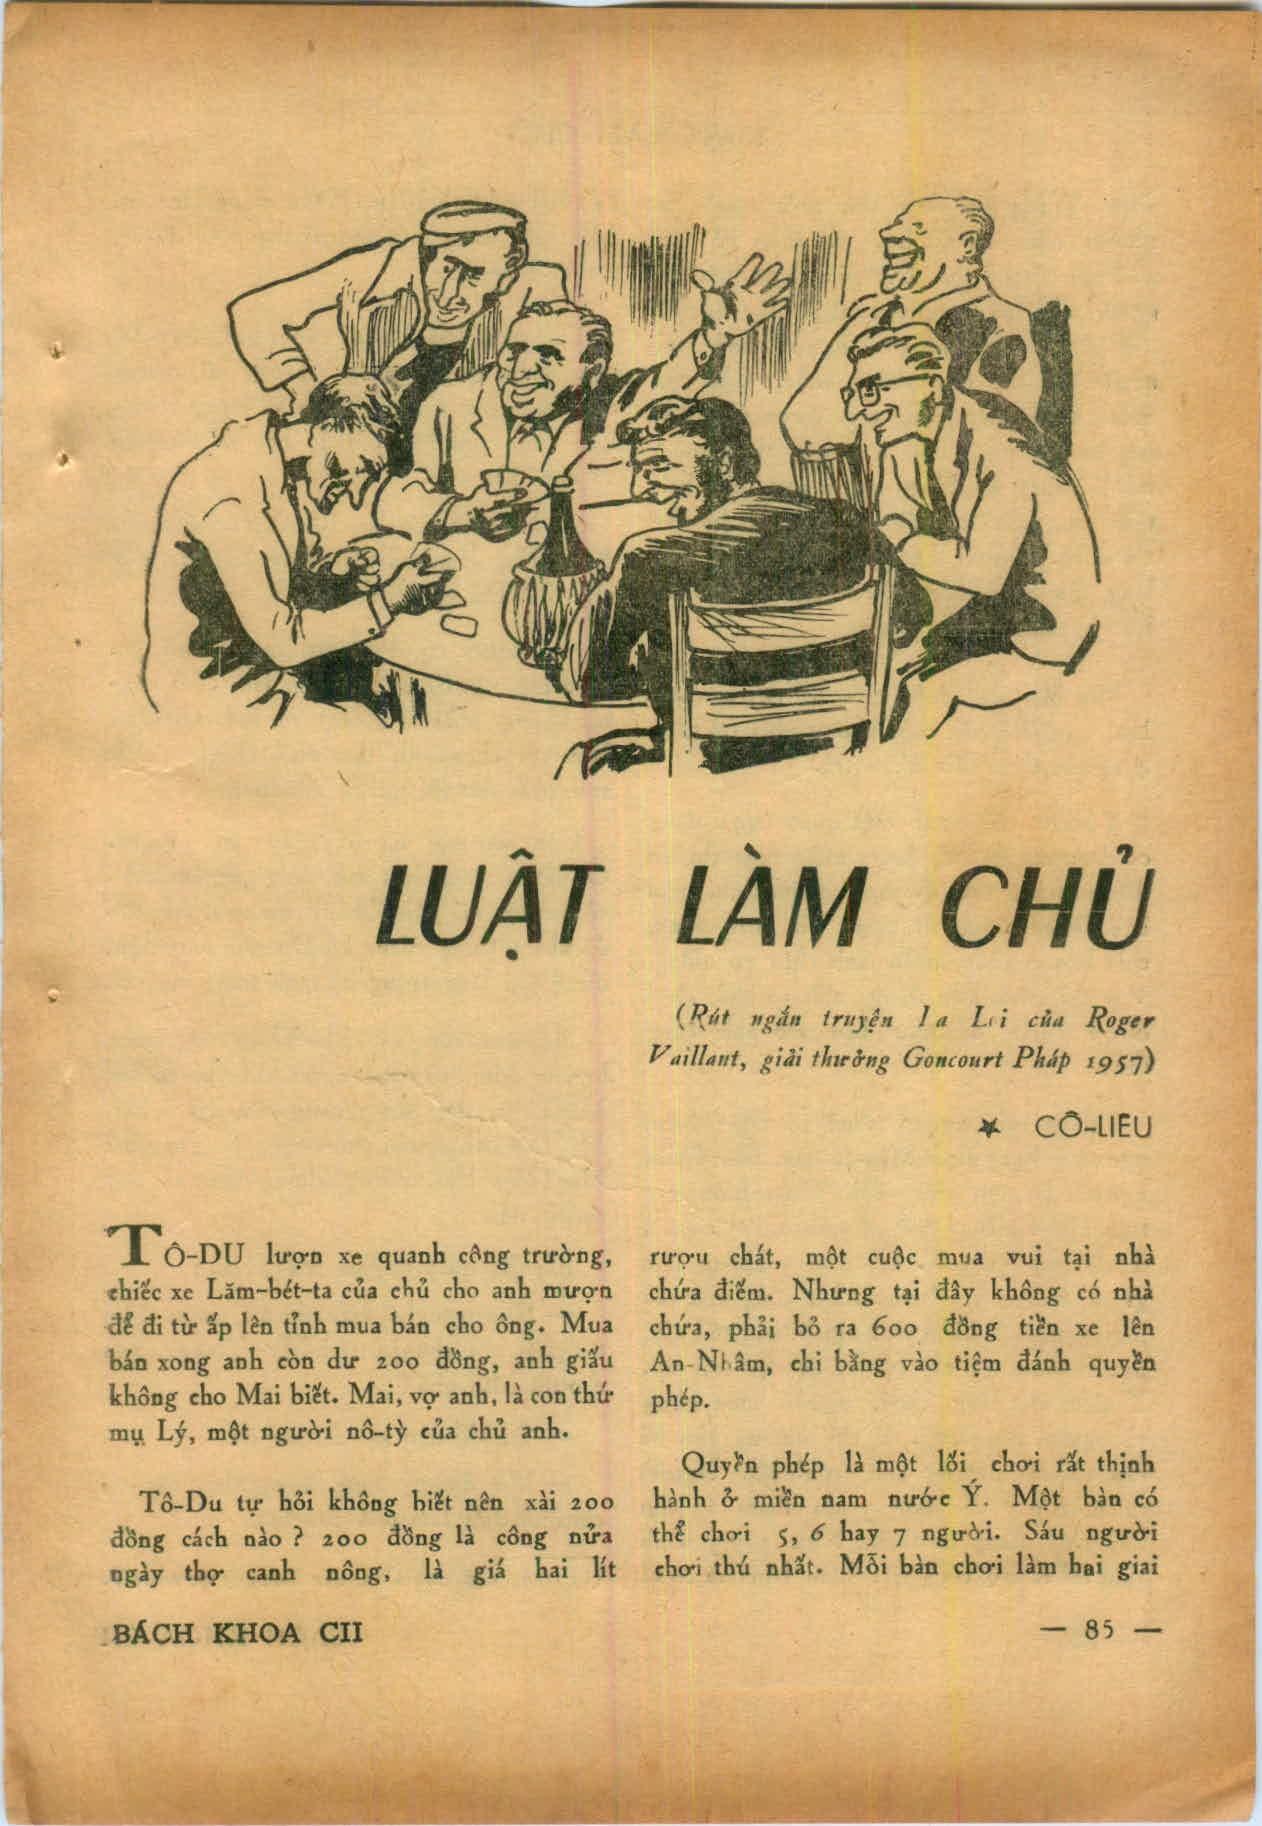 LUẬT LÀM CHỦ
(Rút ngắn truyện la Loi của Roger
Vaillant, giải thưởng Goncourt Pháp 1957)
★ CÔ-LIÊU
TÔ-DU lượn xe quanh công trường,
chiếc xe Lăm-bét-ta của chủ cho anh mượn
để đi từ ấp lên tỉnh mua bán cho ông. Mua
bán xong anh còn dư 200 đồng, anh giấu
không cho Mai biết. Mai, vợ anh, là con thứ
mụ Lý, một người nô-tỳ của chủ anh.
Tô-Du tự hỏi không biết nên xài 200
đồng cách nào ? 200 đồng là công nửa
ngày thợ canh nông, là giá hai lít
rượu chát, một cuộc mua vui tại nhà
chứa điếm. Nhưng tại đây không có nhà
chứa, phải bỏ ra 600 đồng tiền xe lên
An-Nhâm, chi bằng vào tiệm đánh quyền
phép.
Quyền phép là một lối chơi rất thịnh
hành ở miền nam nước Ý. Một bàn có
thể chơi 5, 6 hay 7 người. Sáu người
chơi thú nhất. Mỗi bàn chơi làm hai giai
BÁCH KHOA CII
— 85 —